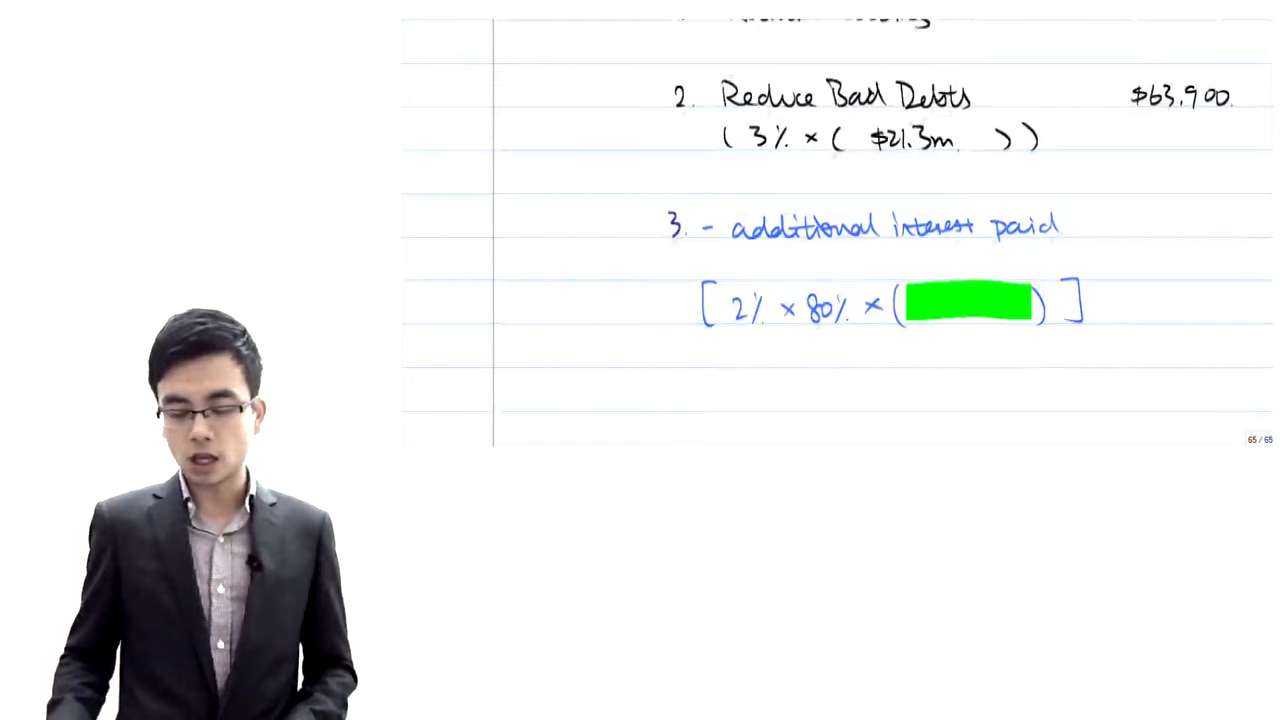 2. Reduce Bad Debts $63,900.
( 3% × ( $21.3m ) )
3. - additional interest paid
[ 2% × 80% × ( ) ]
65 / 65